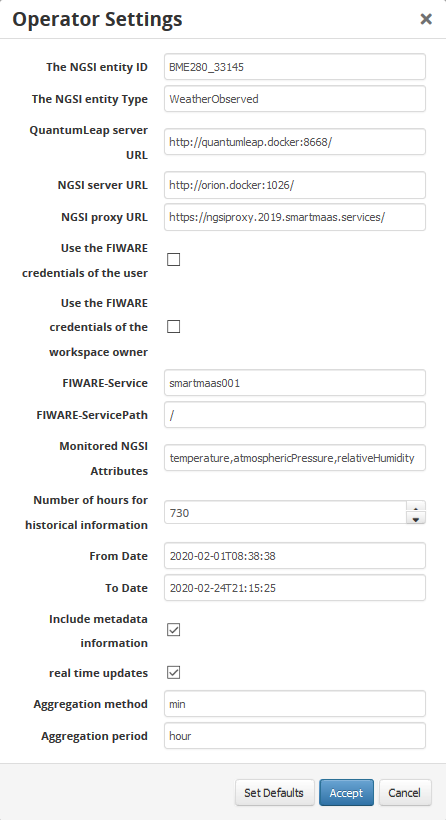 Operator Settings ×
The NGSI entity ID BME280_33145
The NGSI entity Type WeatherObserved
QuantumLeap server
URL http://quantumleap.docker:8668/
NGSI server URL http://orion.docker:1026/
NGSI proxy URL https://ngsiproxy.2019.smartmaas.services/
Use the FIWARE
credentials of the user
Use the FIWARE
credentials of the
workspace owner
FIWARE-Service smartmaas001
FIWARE-ServicePath /
Monitored NGSI
Attributes temperature,atmosphericPressure,relativeHumidity
Number of hours for
historical information 730
From Date 2020-02-01T08:38:38
To Date 2020-02-24T21:15:25
Include metadata
information
real time updates
Aggregation method min
Aggregation period hour
Set Defaults Accept Cancel